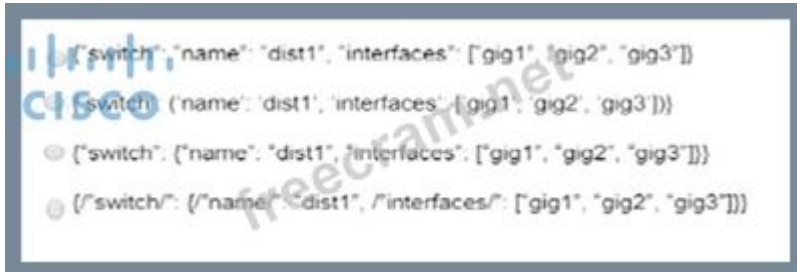 {"switch": "name": "dist1", "interfaces": ["gig1", "gig2", "gig3"]}
{'switch': ('name': 'dist1', 'interfaces': ['gig1', 'gig2', 'gig3'])}
{"switch": {"name": "dist1", "interfaces": ["gig1", "gig2", "gig3"]}}
{/"switch/": {/"name/": "dist1", /"interfaces/": ["gig1", "gig2", "gig3"]}}
CISCO
freecram.net